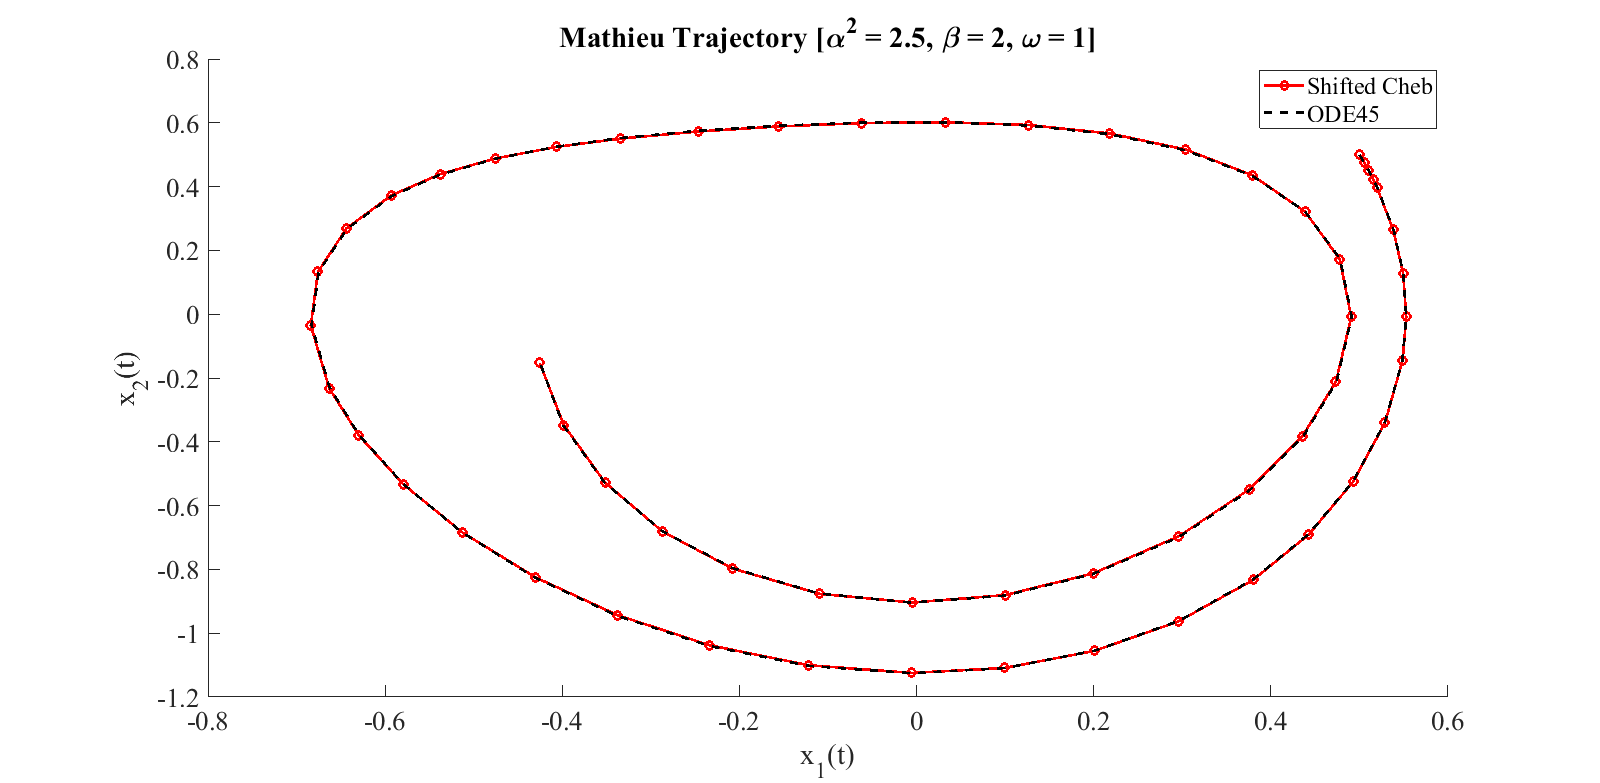 Mathieu Trajectory [α² = 2.5, β = 2, ω = 1]
Shifted Cheb
ODE45
0.8
0.6
0.4
0.2
0
-0.2
-0.4
-0.6
-0.8
-1
-1.2
x₂(t)
-0.8 -0.6 -0.4 -0.2 0 0.2 0.4 0.6
x₁(t)